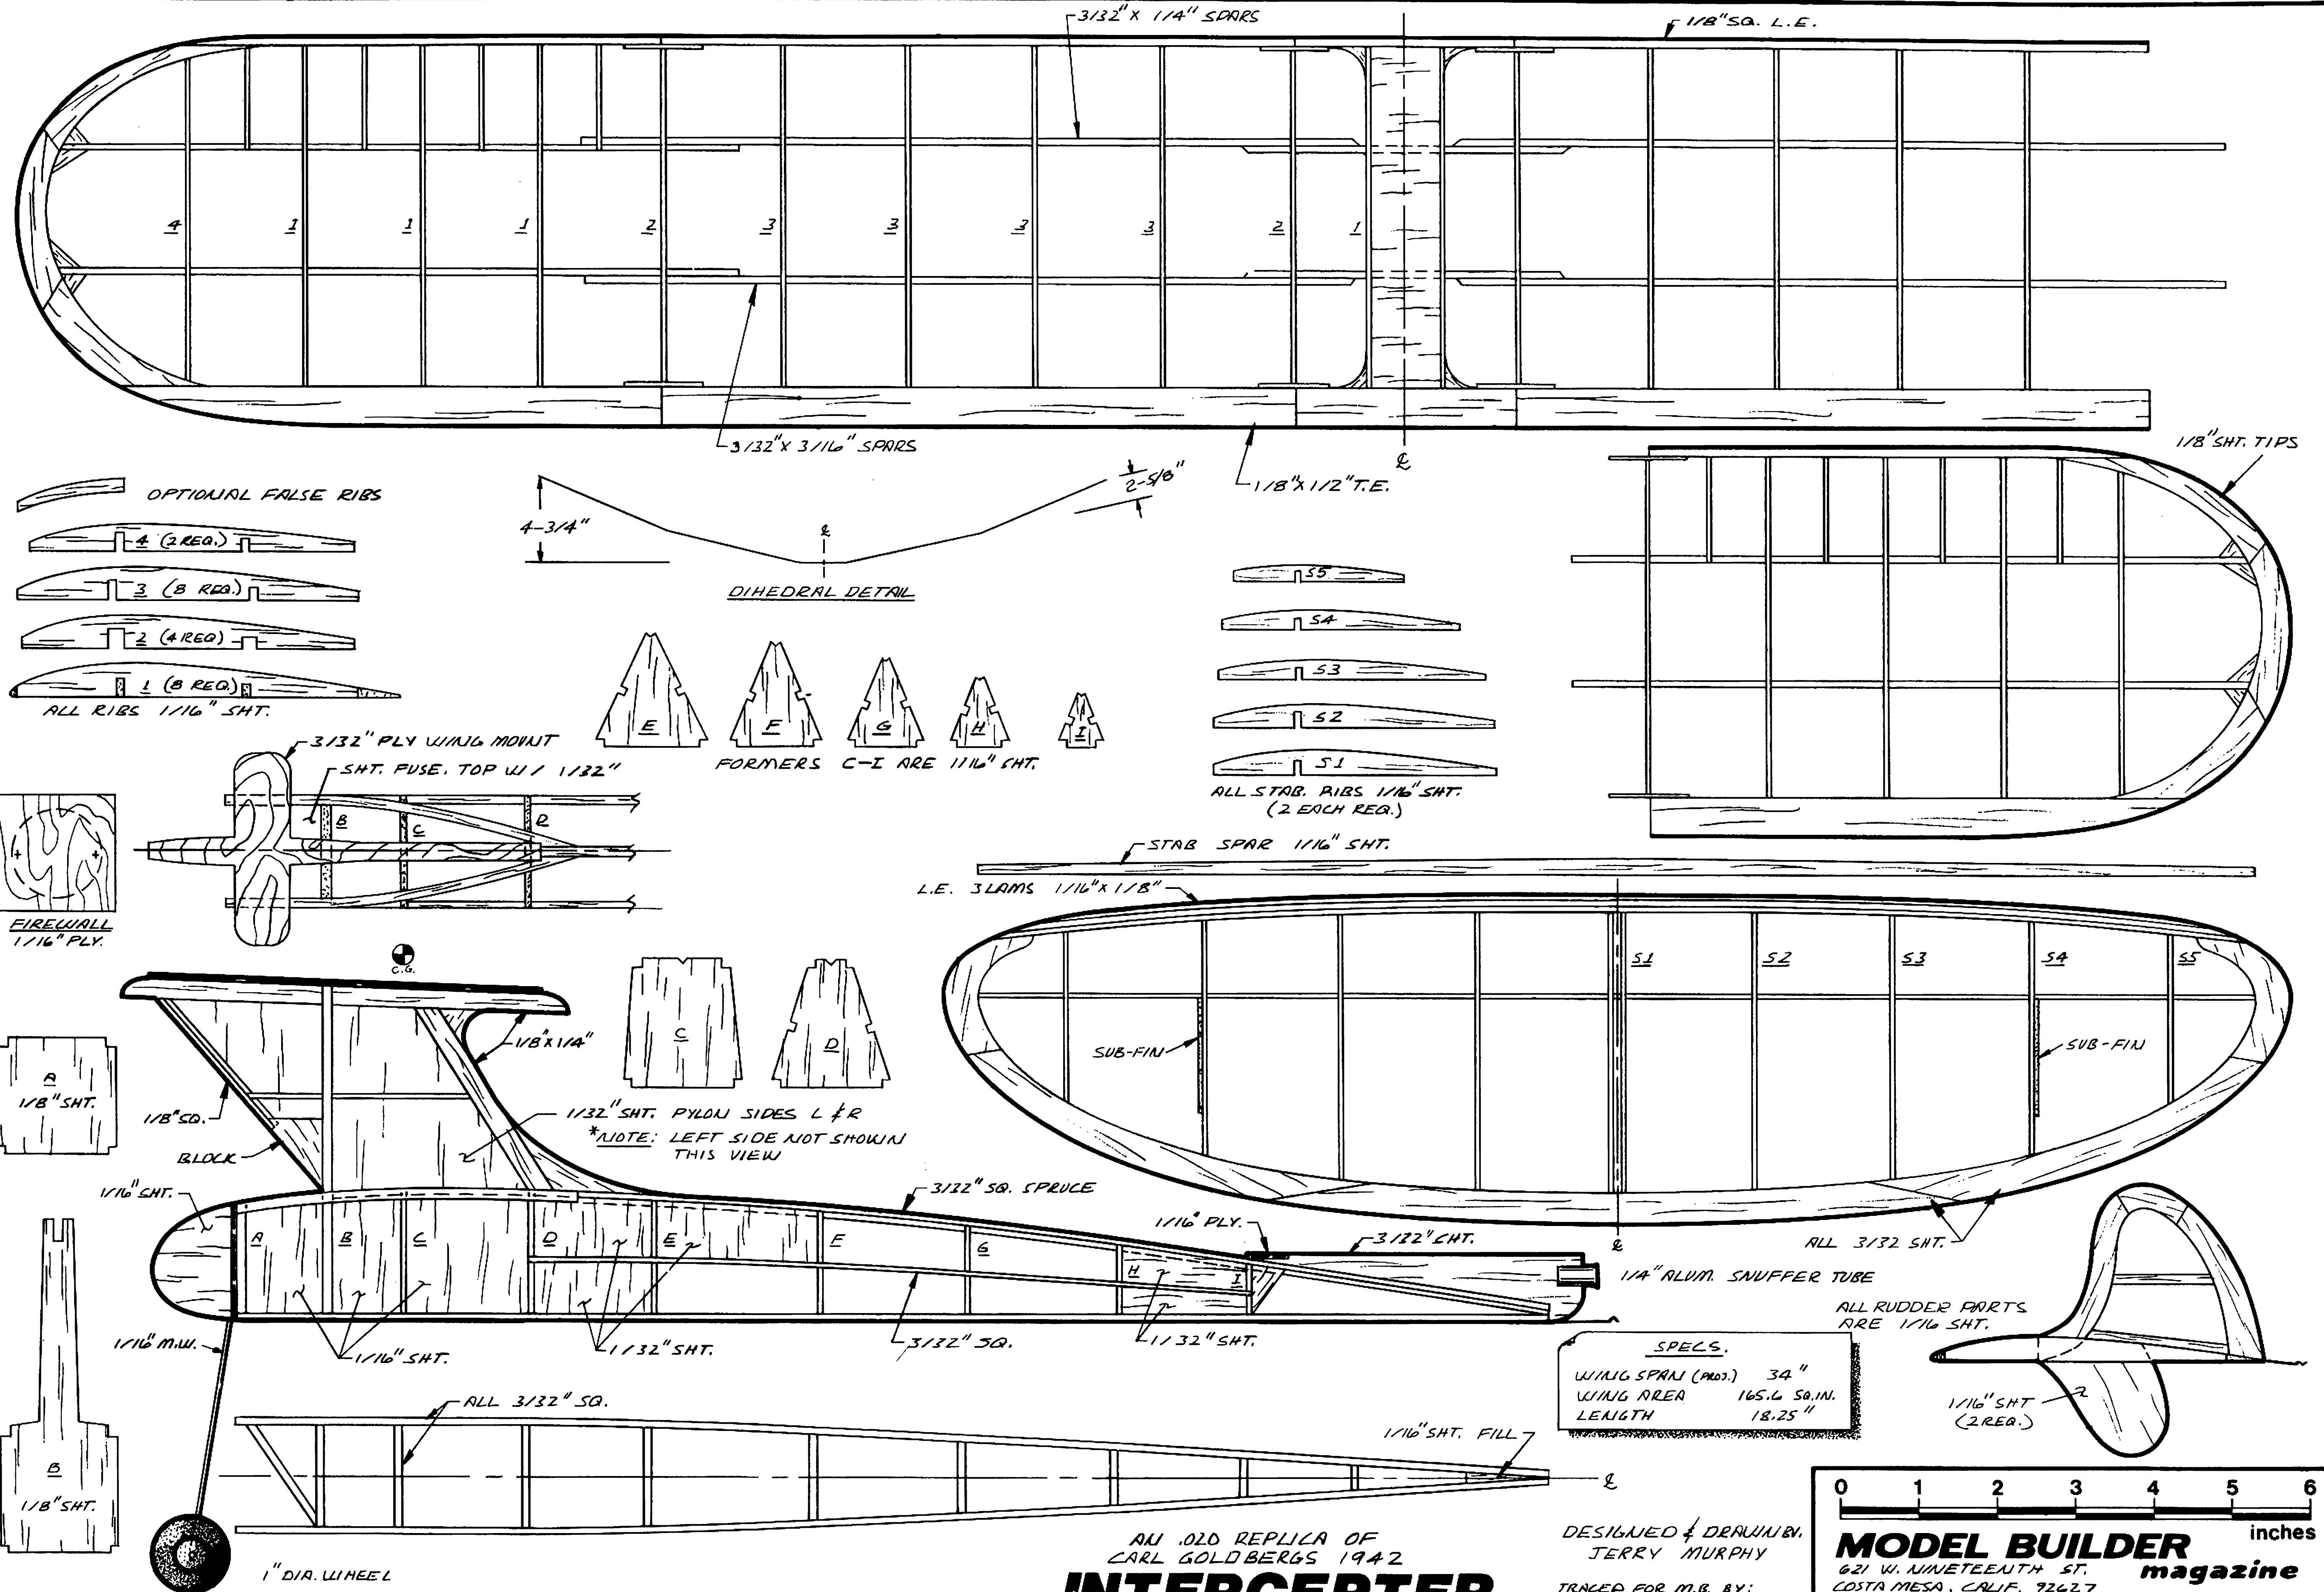 3/32" X 1/4" SPARS
1/8" SQ. L.E.
4
1
1
1
2
3
3
3
3
2
1
3/32" X 3/16" SPARS
℄
1/8" X 1/2" T.E.
1/8" SHT. TIPS
OPTIONAL FALSE RIBS
4 (2 REQ.)
3 (8 REQ.)
2 (4 REQ)
1 (8 REQ.)
ALL RIBS 1/16" SHT.
4-3/4"
℄
2-5/8"
DIHEDRAL DETAIL
S5
S4
S3
S2
S1
ALL STAB. RIBS 1/16" SHT.
(2 EACH REQ.)
E
F
G
H
I
FORMERS C-I ARE 1/16" SHT.
3/32" PLY WING MOUNT
SHT. FUSE. TOP W/ 1/32"
B
C
D
FIREWALL
1/16" PLY.
STAB SPAR 1/16" SHT.
L.E. 3 LAMS 1/16" X 1/8"
S1
S2
S3
S4
S5
SUB-FIN
SUB-FIN
℄
ALL 3/32 SHT.
C.G.
C
D
1/8 X 1/4"
A
1/8" SHT.
1/8" SQ.
BLOCK
1/32" SHT. PYLON SIDES L & R
*NOTE: LEFT SIDE NOT SHOWN
THIS VIEW
1/16" SHT.
3/32" SQ. SPRUCE
1/16" PLY.
3/32" SHT.
A
B
C
D
E
F
G
H
I
1/4" ALUM. SNUFFER TUBE
1/16" M.W.
1/16" SHT.
1/32" SHT.
3/32" SQ.
1/32" SHT.
ALL RUDDER PARTS
ARE 1/16 SHT.
1/16" SHT
(2 REQ.)
SPECS.
WING SPAN (PROJ.) 34"
WING AREA 165.6 SQ.IN.
LENGTH 18.25"
ALL 3/32" SQ.
1/16" SHT. FILL
℄
B
1/8" SHT.
1" DIA. WHEEL
AN .020 REPLICA OF
CARL GOLDBERGS 1942
INTERCEPTER
DESIGNED & DRAWN BY.
JERRY MURPHY
TRACED FOR M.B. BY:
0 1 2 3 4 5 6
inches
MODEL BUILDER
magazine
621 W. NINETEENTH ST.
COSTA MESA, CALIF. 92627